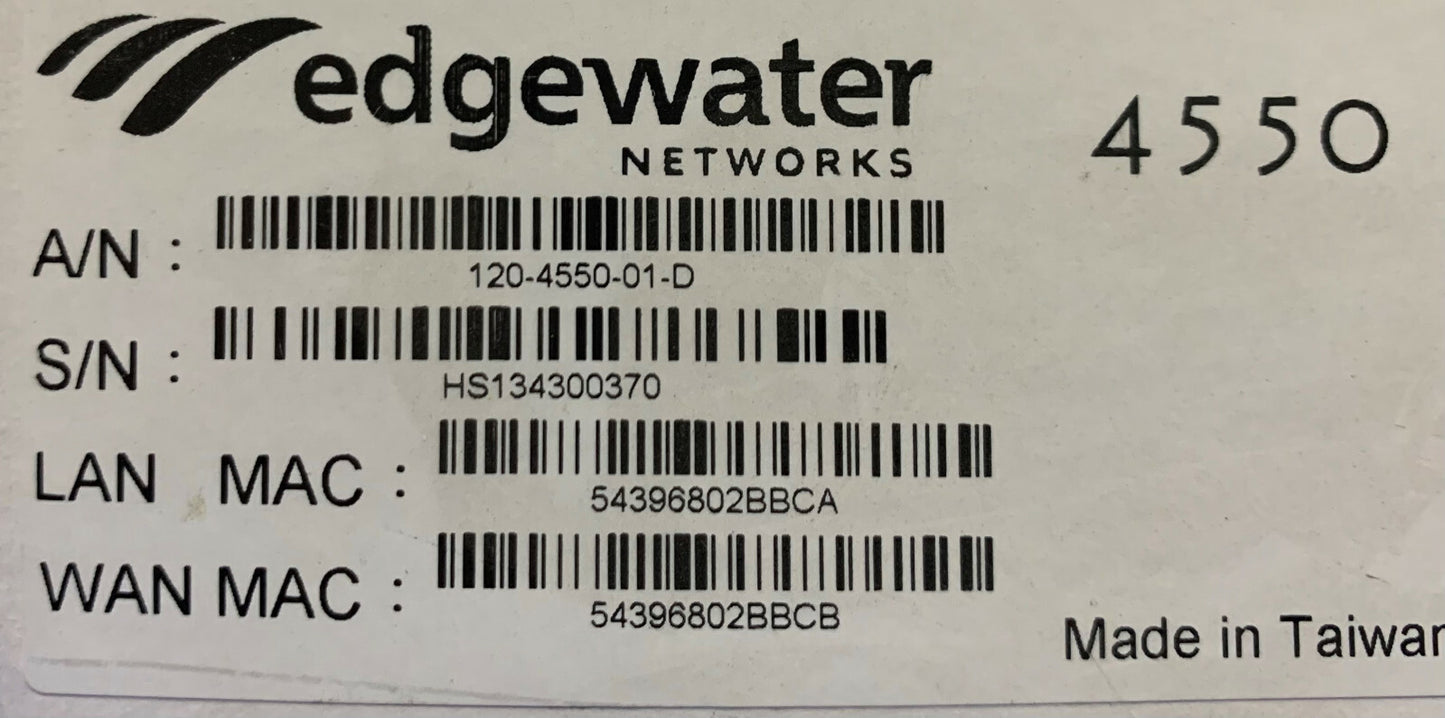 edgewater
NETWORKS
4550
A/N :
120-4550-01-D
S/N :
HS134300370
LAN MAC :
54396802BBCA
WAN MAC :
54396802BBCB
Made in Taiwan